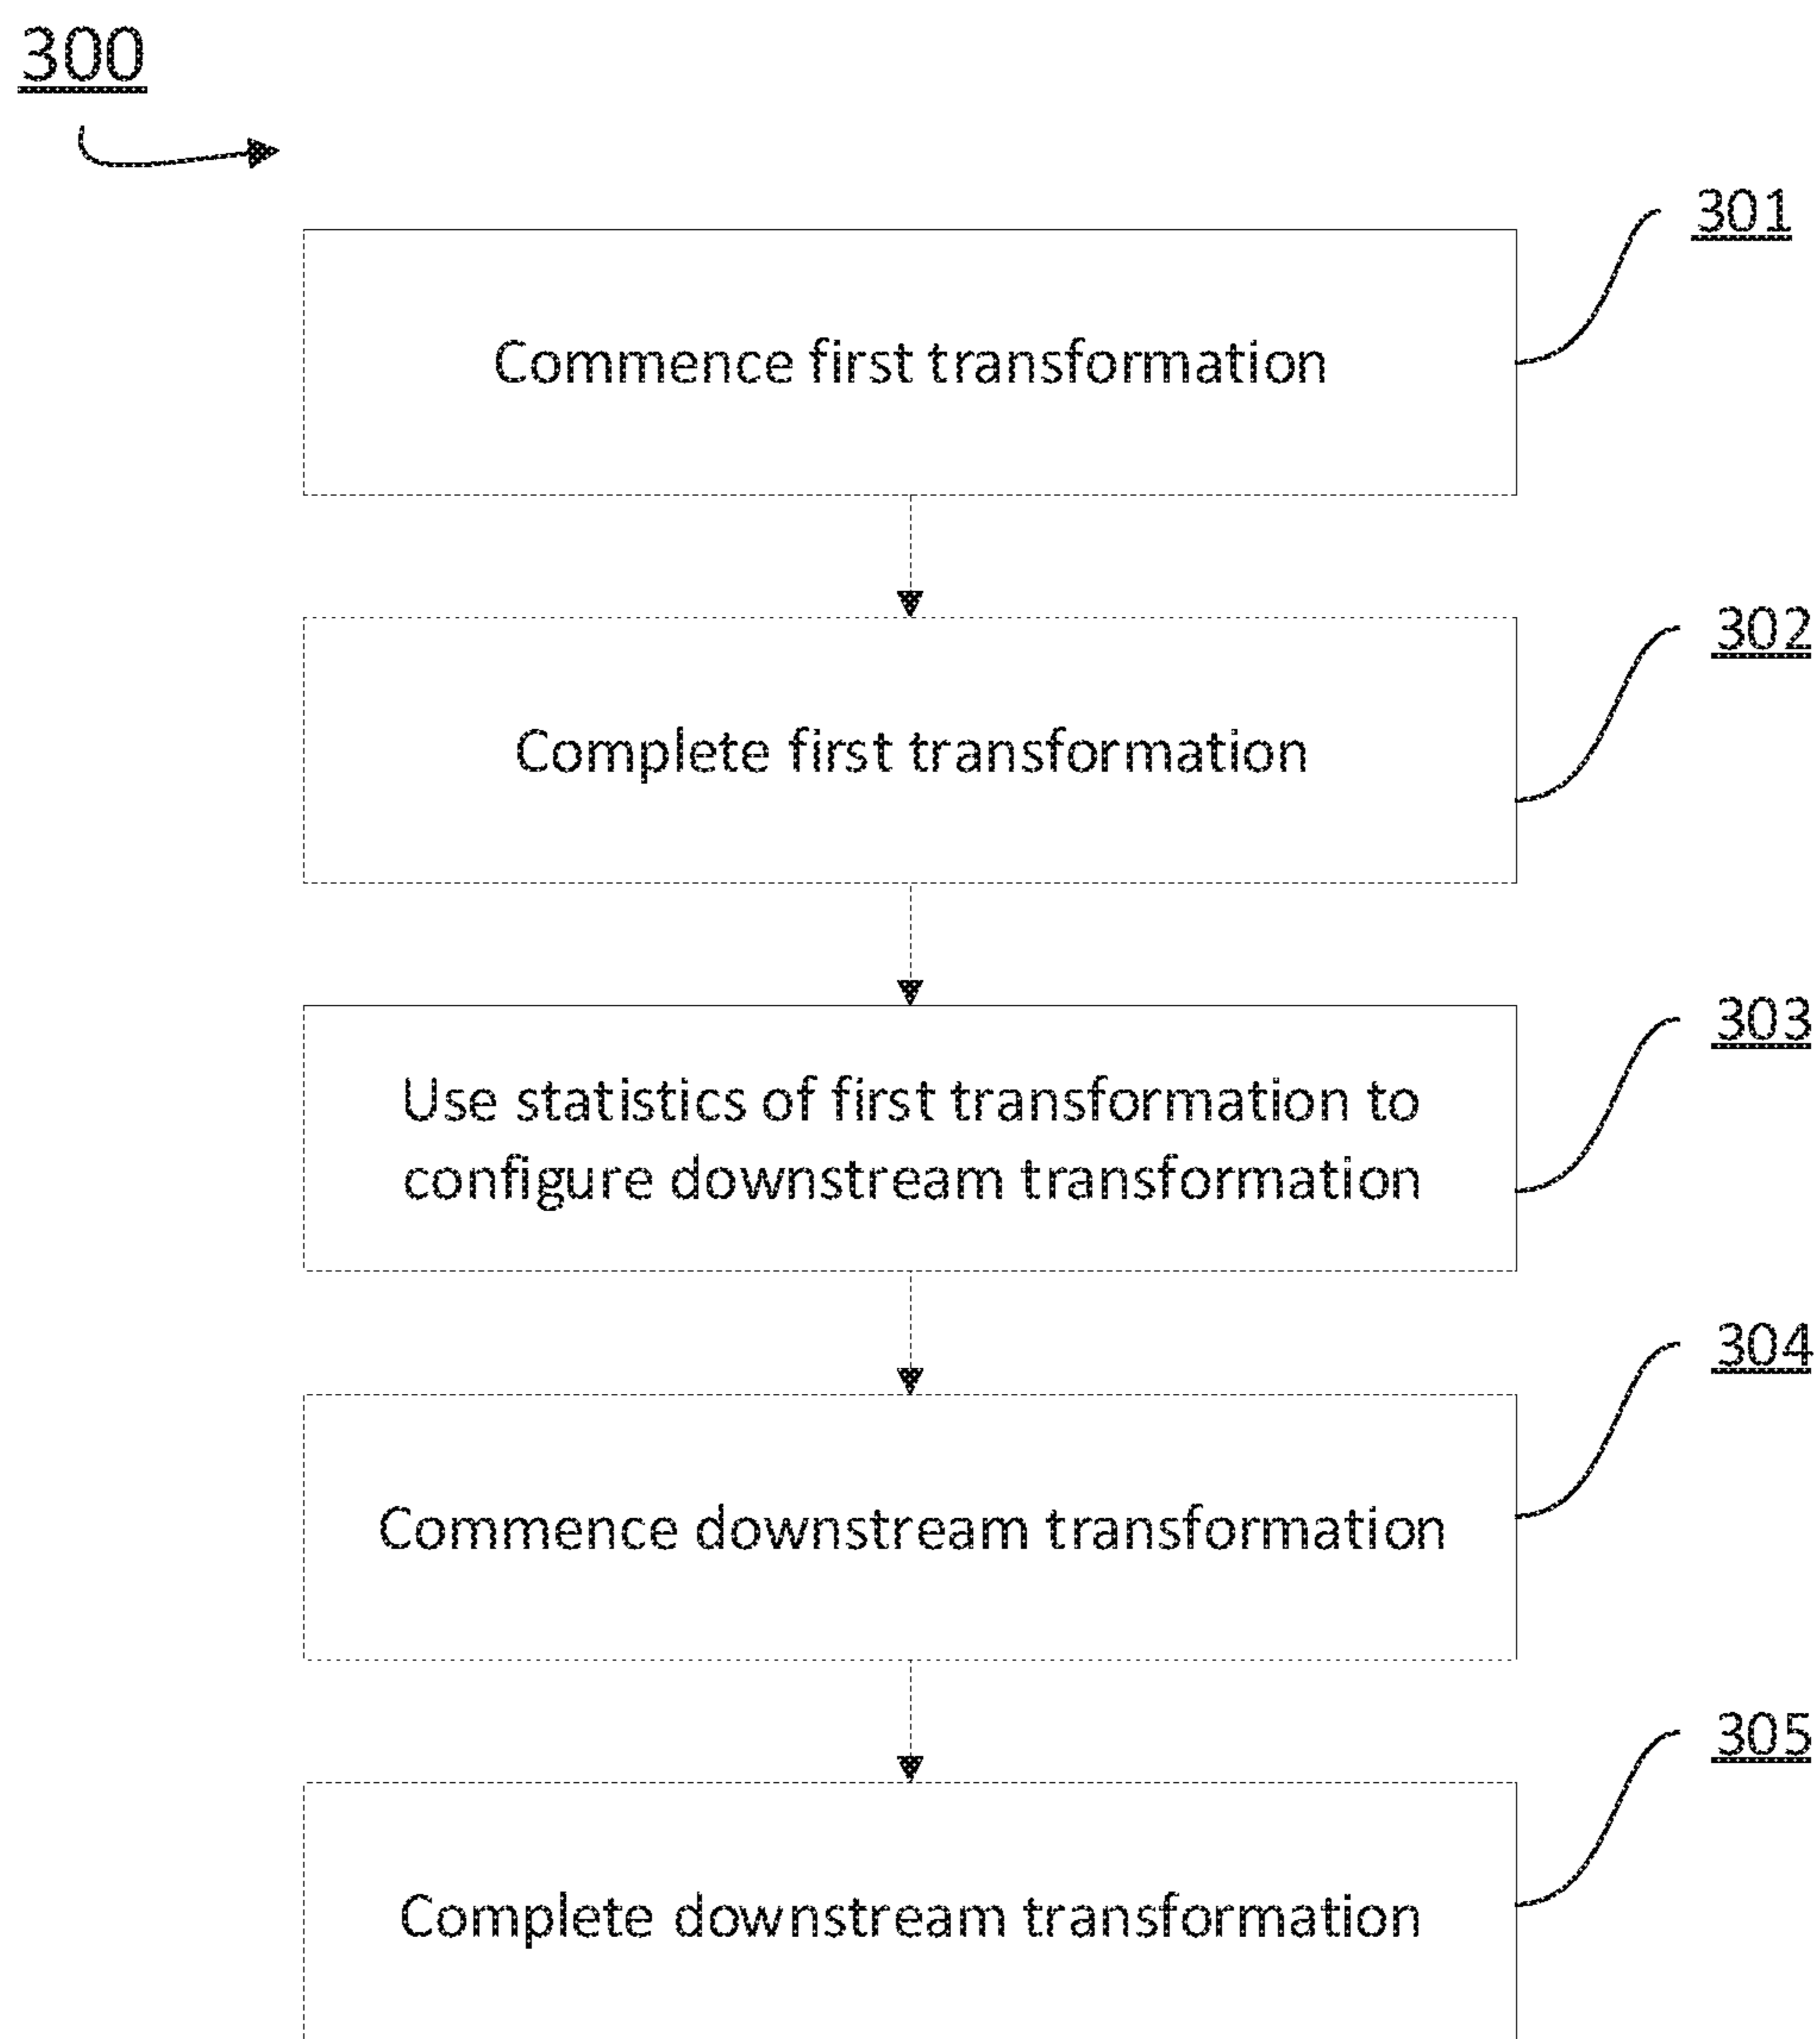 300
301
Commence first transformation
302
Complete first transformation
303
Use statistics of first transformation to
configure downstream transformation
304
Commence downstream transformation
305
Complete downstream transformation